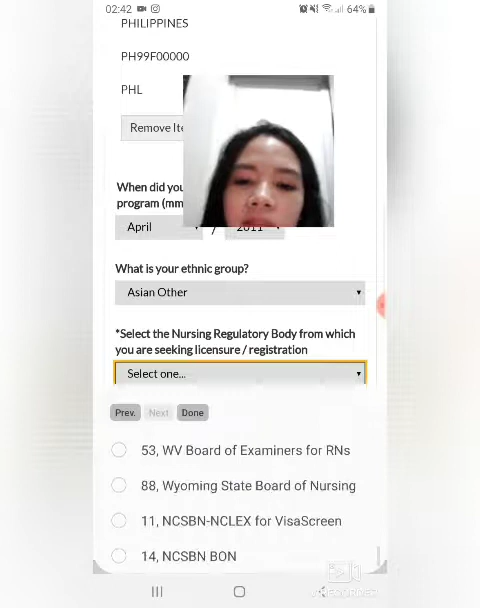 02:42 64%
PHILIPPINES
PH99F00000
PHL
Remove Ite
When did you
program (mm
April / 2011
What is your ethnic group?
Asian Other
*Select the Nursing Regulatory Body from which
you are seeking licensure / registration
Select one...
Prev. Next Done
53, WV Board of Examiners for RNs
88, Wyoming State Board of Nursing
11, NCSBN-NCLEX for VisaScreen
14, NCSBN BON